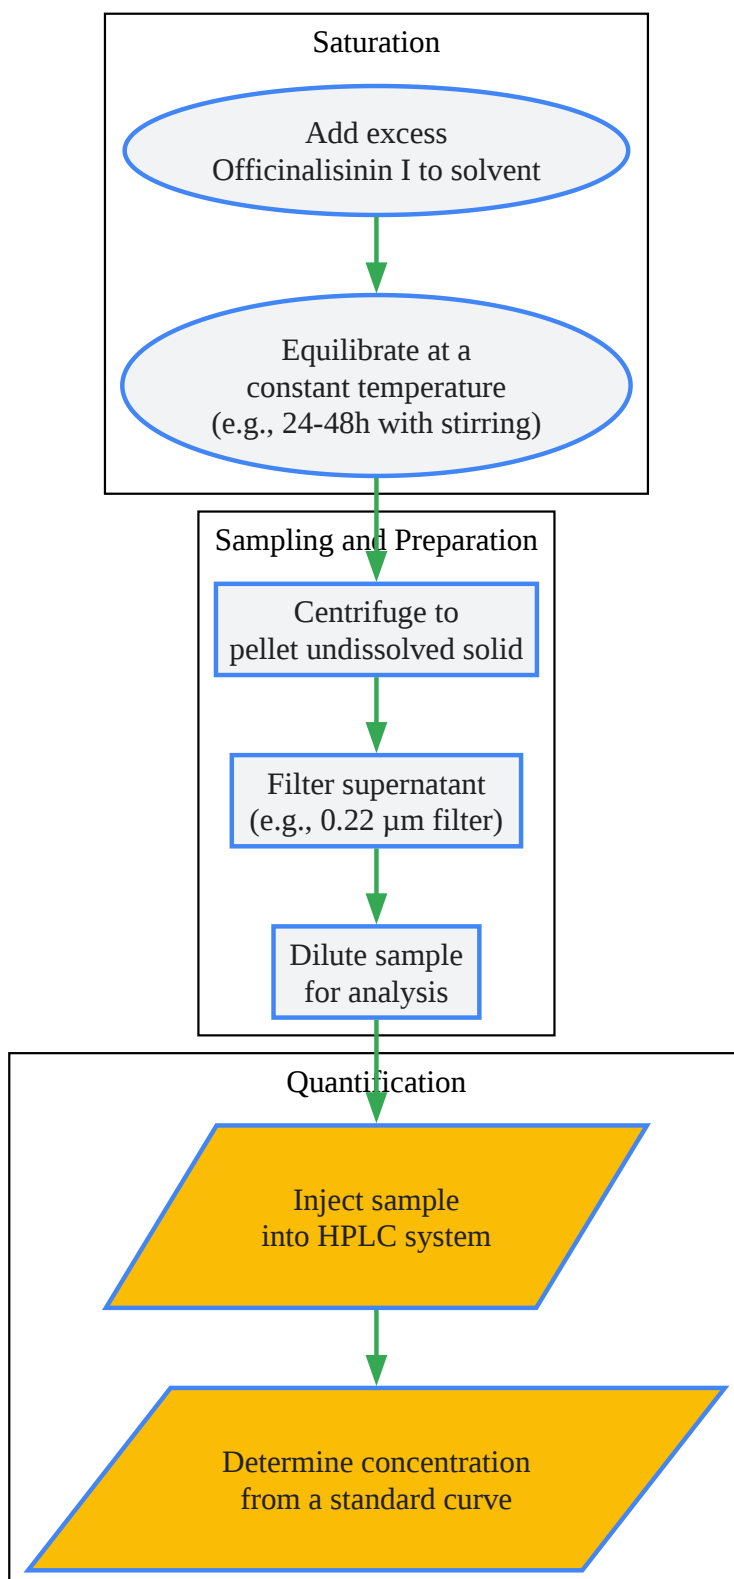 Saturation
Add excess
Officinalisinin I to solvent
Equilibrate at a
constant temperature
(e.g., 24-48h with stirring)
Sampling and Preparation
Centrifuge to
pellet undissolved solid
Filter supernatant
(e.g., 0.22 µm filter)
Dilute sample
for analysis
Quantification
Inject sample
into HPLC system
Determine concentration
from a standard curve